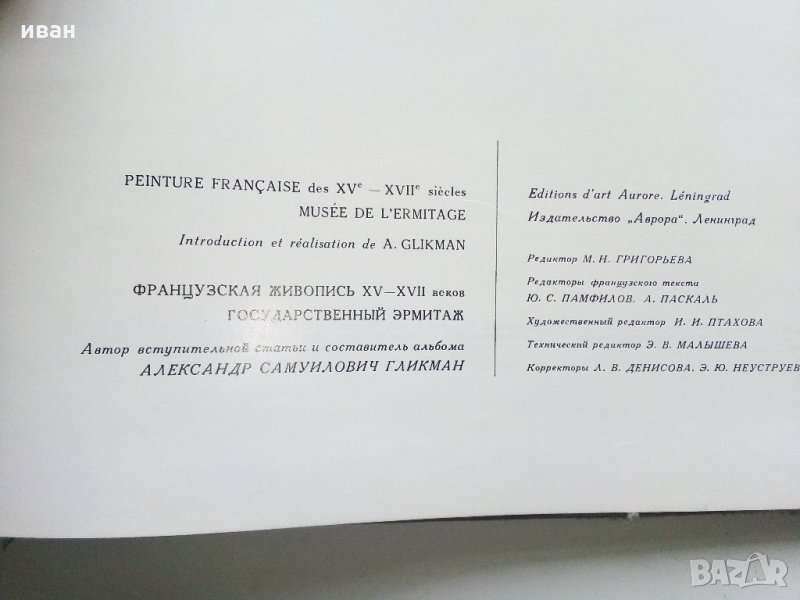 иван
PEINTURE FRANÇAISE des XVe — XVIIe siècles
MUSÉE DE L'ERMITAGE
Introduction et réalisation de A. GLIKMAN
ФРАНЦУЗСКАЯ ЖИВОПИСЬ XV—XVII веков
ГОСУДАРСТВЕННЫЙ ЭРМИТАЖ
Автор вступительной статьи и составитель альбома
АЛЕКСАНДР САМУИЛОВИЧ ГЛИКМАН
Editions d'art Aurore. Léningrad
Издательство „Аврора". Ленинград
Редактор М. Н. ГРИГОРЬЕВА
Редакторы французского текста
Ю. С. ПАМФИЛОВ, А. ПАСКАЛЬ
Художественный редактор И. И. ПТАХОВА
Технический редактор Э. В. МАЛЫШЕВА
Корректоры Л. В. ДЕНИСОВА, Э. Ю. НЕУСТРУЕВ
BAZAR
bg